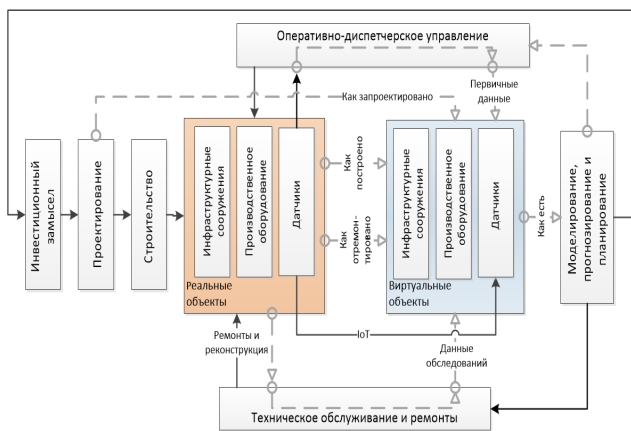 Оперативно-диспетчерское управление
Как запроектировано
Первичные
данные
Инвестиционный
замысел
Проектирование
Строительство
Инфраструктурные
сооружения
Производственное
оборудование
Датчики
Реальные
объекты
Как
построено
Как
отремон-
тировано
Инфраструктурные
сооружения
Производственное
оборудование
Датчики
Виртуальные
объекты
Как есть
Моделирование,
прогнозирование и
планирование
Ремонты и
реконструкция
IoT
Данные
обследований
Техническое обслуживание и ремонты